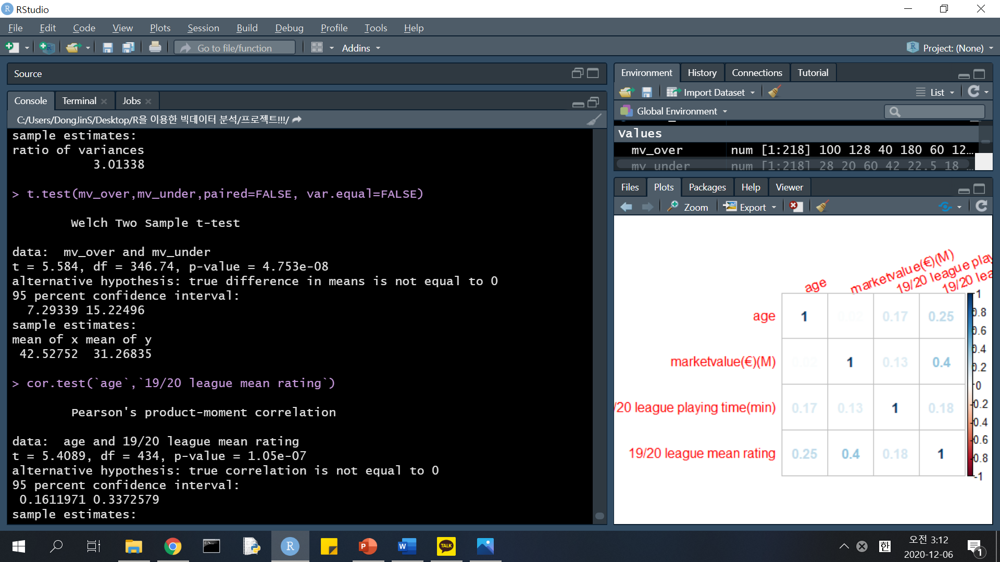 RStudio
File Edit Code View Plots Session Build Debug Profile Tools Help
Go to file/function
Addins
Project: (None)
Source
Console Terminal Jobs
C:/Users/DongJinS/Desktop/R을 이용한 빅데이터 분석/프로젝트!!!/
sample estimates:
ratio of variances
3.01338
> t.test(mv_over,mv_under,paired=FALSE, var.equal=FALSE)
Welch Two Sample t-test
data:  mv_over and mv_under
t = 5.584, df = 346.74, p-value = 4.753e-08
alternative hypothesis: true difference in means is not equal to 0
95 percent confidence interval:
7.29339 15.22496
sample estimates:
mean of x mean of y
42.52752  31.26835
> cor.test(`age`,`19/20 league mean rating`)
Pearson's product-moment correlation
data:  age and 19/20 league mean rating
t = 5.4089, df = 434, p-value = 1.05e-07
alternative hypothesis: true correlation is not equal to 0
95 percent confidence interval:
0.1611971 0.3372579
sample estimates:
Environment History Connections Tutorial
Import Dataset
List
Global Environment
Values
mv_over num [1:218] 100 128 40 180 60 12…
mv_under num [1:218] 28 20 60 42 22.5 18 …
Files Plots Packages Help Viewer
Zoom Export
age
marketvalue(€)(M)
19/20 league play
19/20 lea
age 1 0.02 0.17 0.25
marketvalue(€)(M) 0.02 1 0.13 0.4
/20 league playing time(min) 0.17 0.13 1 0.18
19/20 league mean rating 0.25 0.4 0.18 1
1
0.8
0.6
0.4
0.2
0
-0.2
-0.4
-0.6
-0.8
-1
TALK
한
오전 3:12
2020-12-06
1